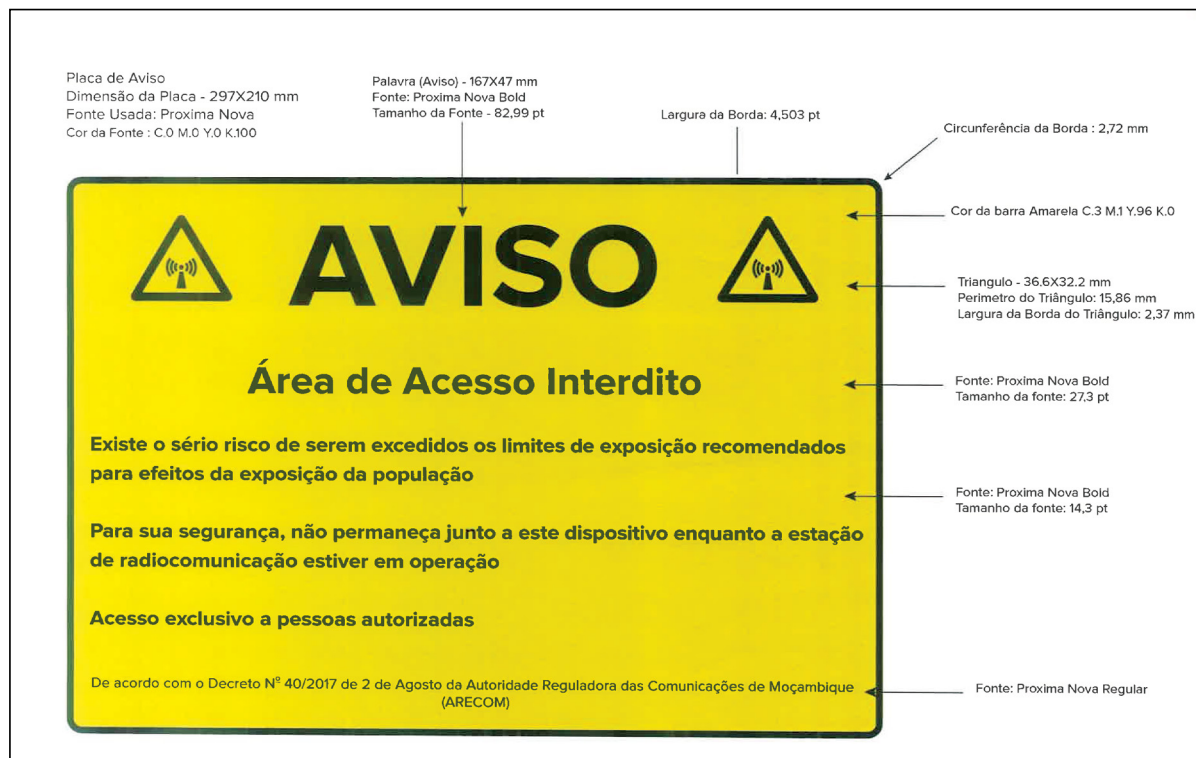 Placa de Aviso
Dimensão da Placa - 297X210 mm
Fonte Usada: Proxima Nova
Cor da Fonte : C.0 M.0 Y.0 K.100
Palavra (Aviso) - 167X47 mm
Fonte: Proxima Nova Bold
Tamanho da Fonte - 82,99 pt
Largura da Borda: 4,503 pt
Circunferência da Borda : 2,72 mm
Cor da barra Amarela C.3 M.1 Y.96 K.0
AVISO
Triangulo - 36.6X32.2 mm
Perimetro do Triângulo: 15,86 mm
Largura da Borda do Triângulo: 2,37 mm
Área de Acesso Interdito
Fonte: Proxima Nova Bold
Tamanho da fonte: 27,3 pt
Existe o sério risco de serem excedidos os limites de exposição recomendados
para efeitos da exposição da população
Fonte: Proxima Nova Bold
Tamanho da fonte: 14,3 pt
Para sua segurança, não permaneça junto a este dispositivo enquanto a estação
de radiocomunicação estiver em operação
Acesso exclusivo a pessoas autorizadas
De acordo com o Decreto Nº 40/2017 de 2 de Agosto da Autoridade Reguladora das Comunicações de Moçambique
(ARECOM)
Fonte: Proxima Nova Regular